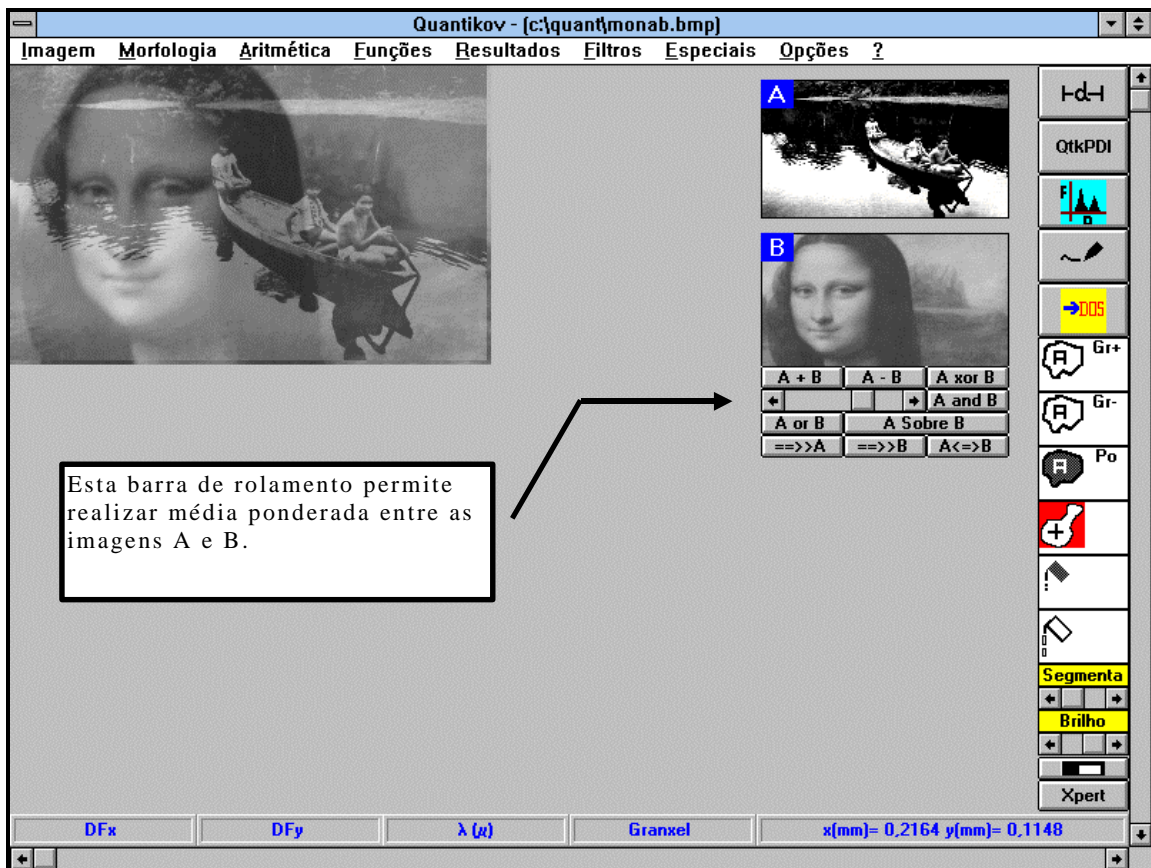 Quantikov - (c:\quant\monab.bmp)
Imagem Morfologia Aritmética Funções Resultados Filtros Especiais Opções ?
A
B
A + B A - B A xor B
A and B
A or B A Sobre B
==>>A ==>>B A<=>B
Esta barra de rolamento permite
realizar média ponderada entre as
imagens A e B.
⊢d⊣
QtkPDI
F
D
→DOS
A Gr+
A Gr-
A Po
Segmenta
Brilho
Xpert
DFx DFy λ (μ) Granxel x(mm)= 0,2164 y(mm)= 0,1148